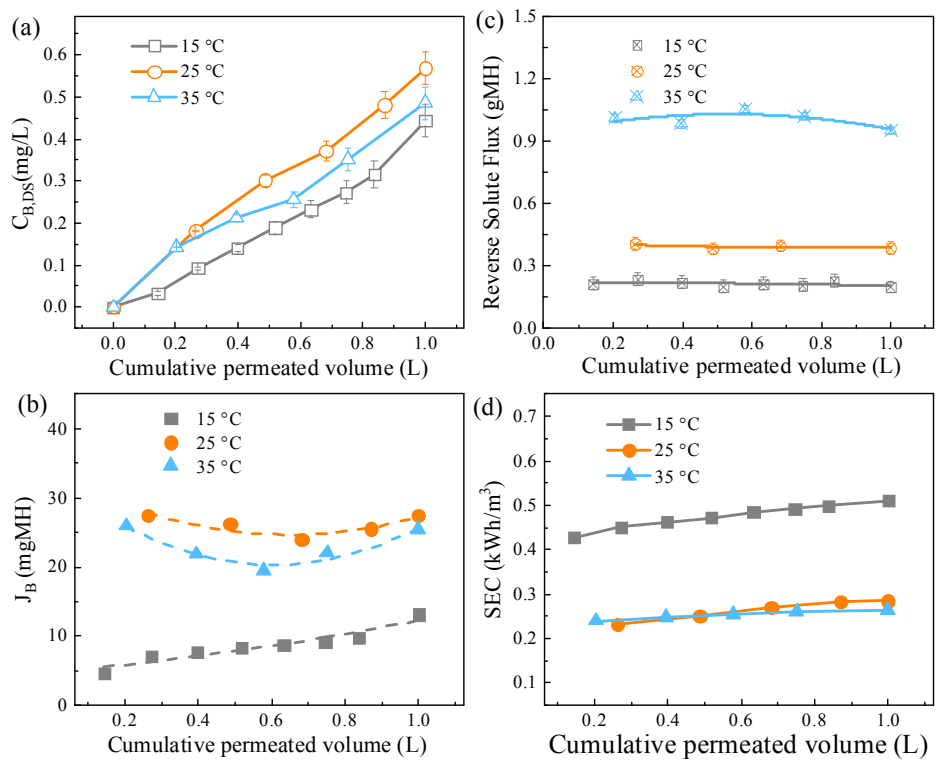 (a)
15 °C
25 °C
35 °C
C_B,DS(mg/L)
0.6
0.5
0.4
0.3
0.2
0.1
0.0
0.0 0.2 0.4 0.6 0.8 1.0
Cumulative permeated volume (L)
(c)
15 °C
25 °C
35 °C
Reverse Solute Flux (gMH)
1.5
1.2
0.9
0.6
0.3
0.0
0.0 0.2 0.4 0.6 0.8 1.0
Cumulative permeated volume (L)
(b)
15 °C
25 °C
35 °C
J_B (mgMH)
40
30
20
10
0
0.2 0.4 0.6 0.8 1.0
Cumulative permeated volume (L)
(d)
15 °C
25 °C
35 °C
SEC (kWh/m³)
0.7
0.6
0.5
0.4
0.3
0.2
0.1
0.2 0.4 0.6 0.8 1.0
Cumulative permeated volume (L)